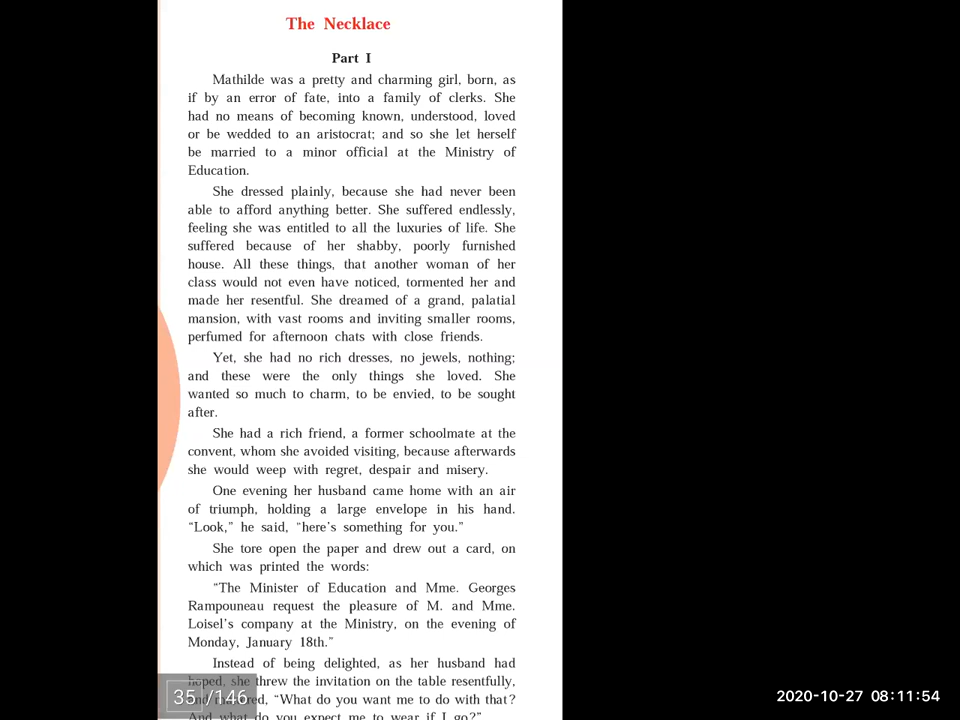 The Necklace
Part I
Mathilde was a pretty and charming girl, born, as
if by an error of fate, into a family of clerks. She
had no means of becoming known, understood, loved
or be wedded to an aristocrat; and so she let herself
be married to a minor official at the Ministry of
Education.
She dressed plainly, because she had never been
able to afford anything better. She suffered endlessly,
feeling she was entitled to all the luxuries of life. She
suffered because of her shabby, poorly furnished
house. All these things, that another woman of her
class would not even have noticed, tormented her and
made her resentful. She dreamed of a grand, palatial
mansion, with vast rooms and inviting smaller rooms,
perfumed for afternoon chats with close friends.
Yet, she had no rich dresses, no jewels, nothing;
and these were the only things she loved. She
wanted so much to charm, to be envied, to be sought
after.
She had a rich friend, a former schoolmate at the
convent, whom she avoided visiting, because afterwards
she would weep with regret, despair and misery.
One evening her husband came home with an air
of triumph, holding a large envelope in his hand.
“Look,” he said, “here's something for you.”
She tore open the paper and drew out a card, on
which was printed the words:
“The Minister of Education and Mme. Georges
Rampouneau request the pleasure of M. and Mme.
Loisel's company at the Ministry, on the evening of
Monday, January 18th.”
Instead of being delighted, as her husband had
hoped, she threw the invitation on the table resentfully,
“What do you want me to do with that?
And what do you expect me to wear if I go?”
35 /146
2020-10-27 08:11:54